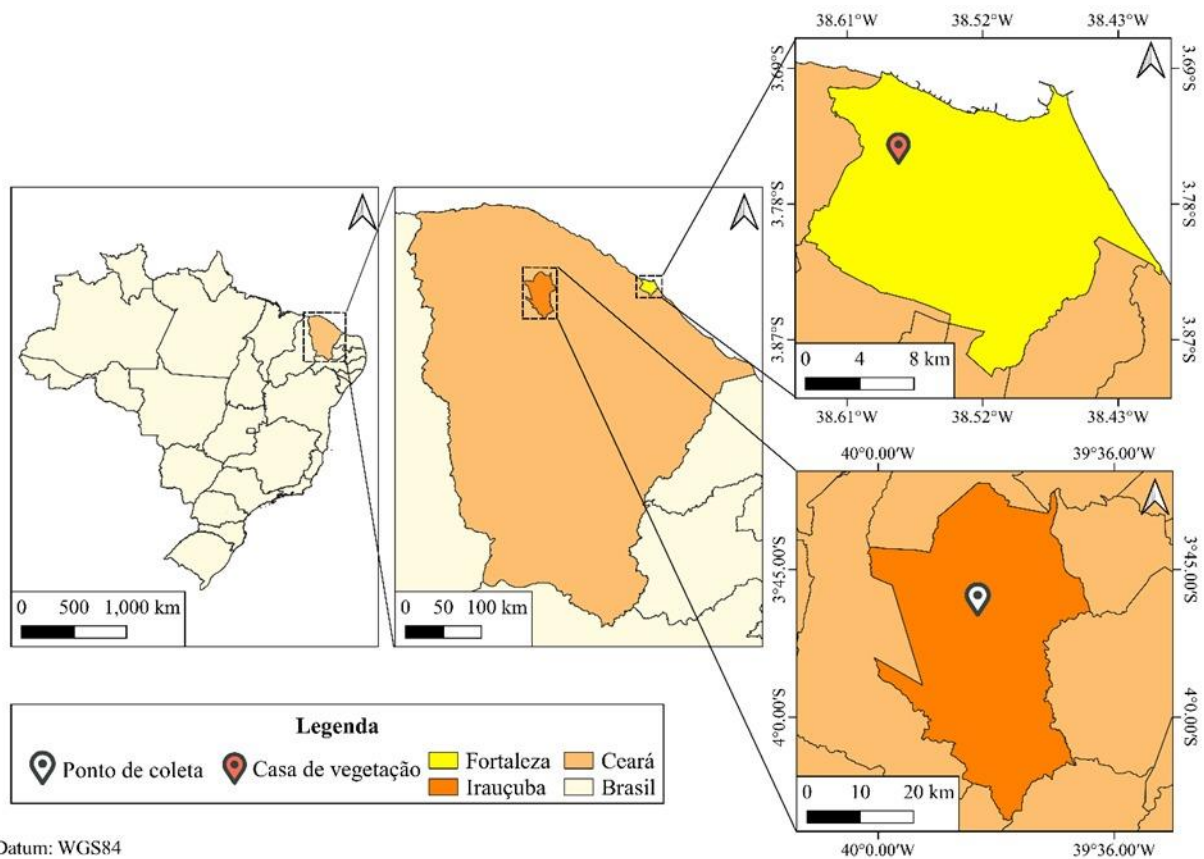 38.61°W 38.52°W 38.43°W
3.69°S 3.69°S
3.78°S 3.78°S
3.87°S 3.87°S
0 4 8 km
38.61°W 38.52°W 38.43°W
0 500 1,000 km
0 50 100 km
40°0.00'W 39°36.00'W
3°45.00'S 3°45.00'S
4°0.00'S 4°0.00'S
0 10 20 km
40°0.00'W 39°36.00'W
Legenda
Ponto de coleta Casa de vegetação Fortaleza Ceará
Irauçuba Brasil
Datum: WGS84